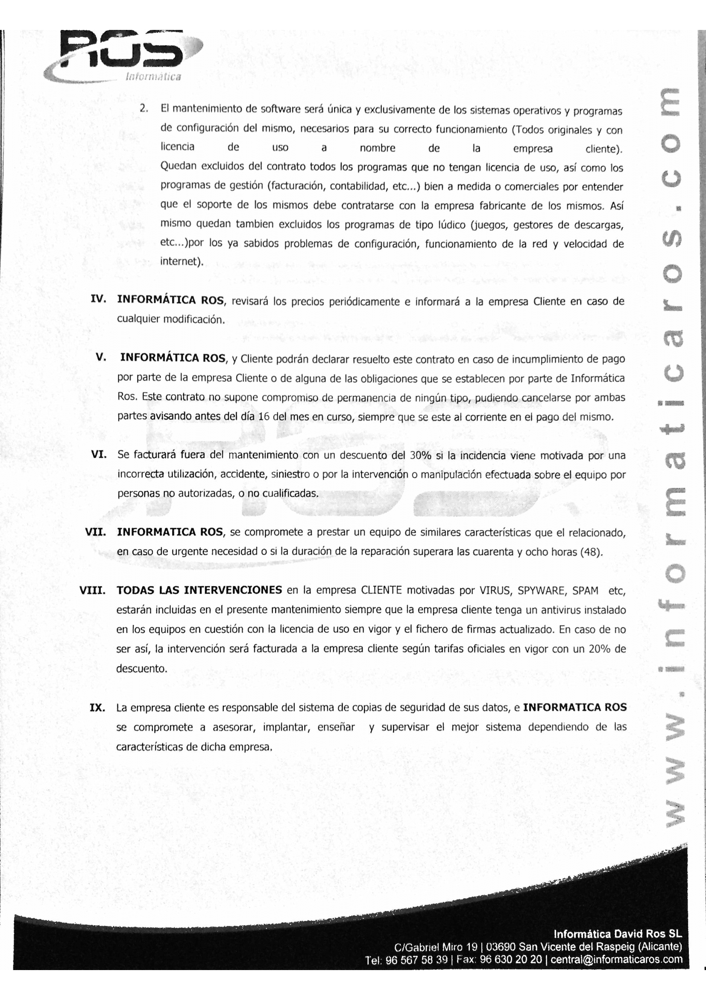 ROS
Informática
2. El mantenimiento de software será única y exclusivamente de los sistemas operativos y programas
de configuración del mismo, necesarios para su correcto funcionamiento (Todos originales y con
licencia de uso a nombre de la empresa cliente).
Quedan excluidos del contrato todos los programas que no tengan licencia de uso, así como los
programas de gestión (facturación, contabilidad, etc...) bien a medida o comerciales por entender
que el soporte de los mismos debe contratarse con la empresa fabricante de los mismos. Así
mismo quedan tambien excluidos los programas de tipo lúdico (juegos, gestores de descargas,
etc...)por los ya sabidos problemas de configuración, funcionamiento de la red y velocidad de
internet).
IV. INFORMÁTICA ROS, revisará los precios periódicamente e informará a la empresa Cliente en caso de
cualquier modificación.
V. INFORMÁTICA ROS, y Cliente podrán declarar resuelto este contrato en caso de incumplimiento de pago
por parte de la empresa Cliente o de alguna de las obligaciones que se establecen por parte de Informática
Ros. Este contrato no supone compromiso de permanencia de ningún tipo, pudiendo cancelarse por ambas
partes avisando antes del día 16 del mes en curso, siempre que se este al corriente en el pago del mismo.
VI. Se facturará fuera del mantenimiento con un descuento del 30% si la incidencia viene motivada por una
incorrecta utilización, accidente, siniestro o por la intervención o manipulación efectuada sobre el equipo por
personas no autorizadas, o no cualificadas.
VII. INFORMATICA ROS, se compromete a prestar un equipo de similares características que el relacionado,
en caso de urgente necesidad o si la duración de la reparación superara las cuarenta y ocho horas (48).
VIII. TODAS LAS INTERVENCIONES en la empresa CLIENTE motivadas por VIRUS, SPYWARE, SPAM etc,
estarán incluidas en el presente mantenimiento siempre que la empresa cliente tenga un antivirus instalado
en los equipos en cuestión con la licencia de uso en vigor y el fichero de firmas actualizado. En caso de no
ser así, la intervención será facturada a la empresa cliente según tarifas oficiales en vigor con un 20% de
descuento.
IX. La empresa cliente es responsable del sistema de copias de seguridad de sus datos, e INFORMATICA ROS
se compromete a asesorar, implantar, enseñar y supervisar el mejor sistema dependiendo de las
características de dicha empresa.
www.informaticaros.com
Informática David Ros SL
C/Gabriel Miro 19 | 03690 San Vicente del Raspeig (Alicante)
Tel: 96 567 58 39 | Fax: 96 630 20 20 | central@informaticaros.com